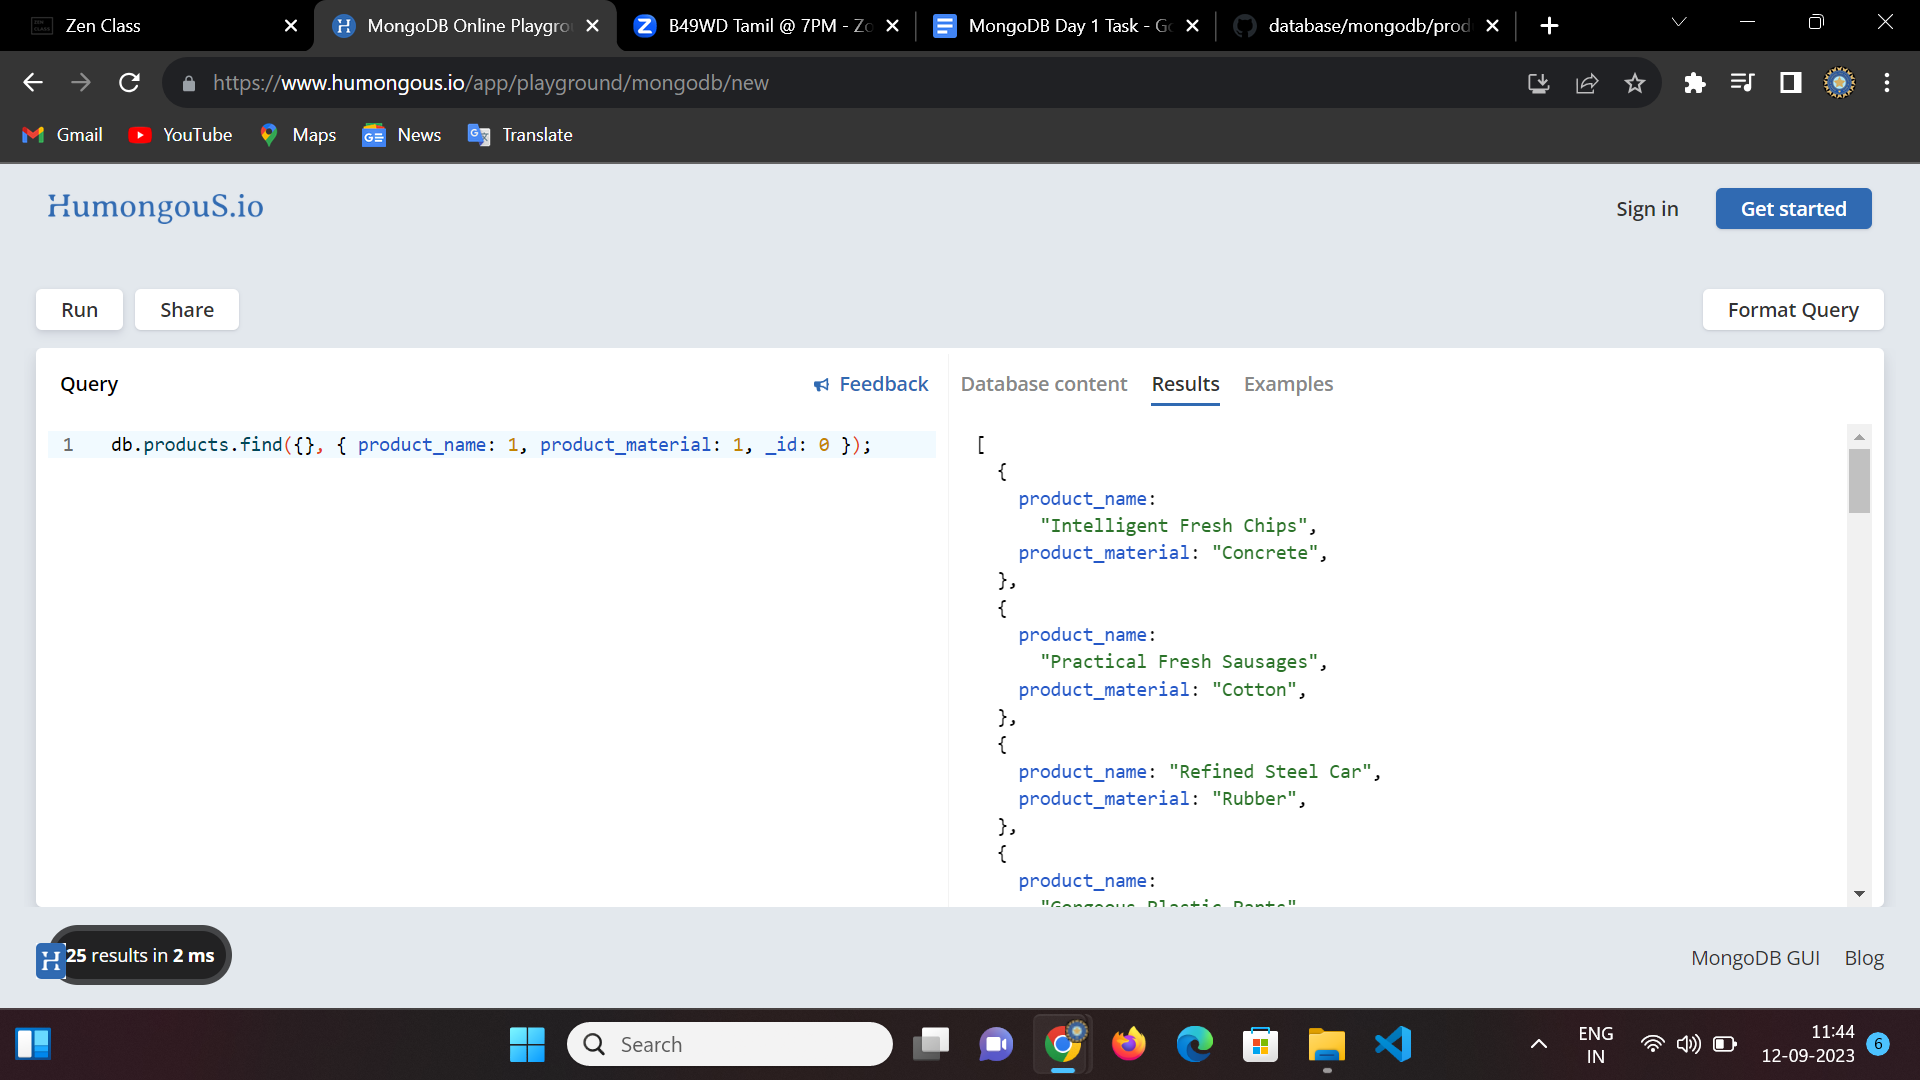 Zen Class
MongoDB Online Playgro
B49WD Tamil @ 7PM - Zo
MongoDB Day 1 Task - Go
database/mongodb/prod
https://www.humongous.io/app/playground/mongodb/new
Gmail
YouTube
Maps
News
Translate
HumongouS.io
Sign in
Get started
Run
Share
Format Query
Query
Feedback
Database content
Results
Examples
1 db.products.find({}, { product_name: 1, product_material: 1, _id: 0 });
[
{
product_name:
"Intelligent Fresh Chips",
product_material: "Concrete",
},
{
product_name:
"Practical Fresh Sausages",
product_material: "Cotton",
},
{
product_name: "Refined Steel Car",
product_material: "Rubber",
},
{
product_name:
"Gorgeous Plastic Pants"
H
25 results in 2 ms
MongoDB GUI
Blog
Search
ENG
IN
11:44
12-09-2023
6